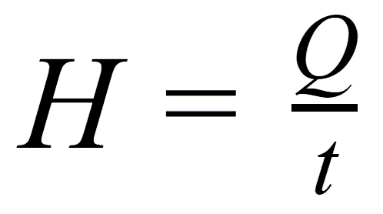 H = Q/t